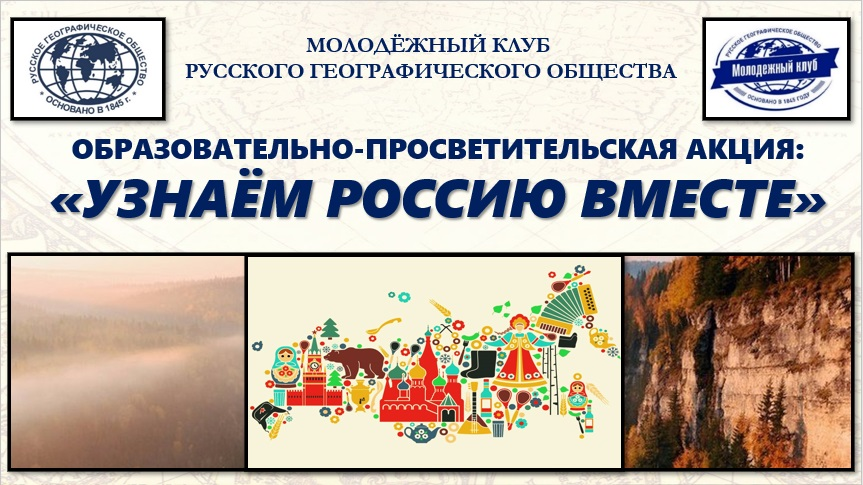 РУССКОЕ ГЕОГРАФИЧЕСКОЕ ОБЩЕСТВО
ОСНОВАНО В 1845 г.
МОЛОДЁЖНЫЙ КЛУБ
РУССКОГО ГЕОГРАФИЧЕСКОГО ОБЩЕСТВА
РУССКОЕ ГЕОГРАФИЧЕСКОЕ ОБЩЕСТВО
Молодежный клуб
ОСНОВАНО В 1845 ГОДУ
ОБРАЗОВАТЕЛЬНО-ПРОСВЕТИТЕЛЬСКАЯ АКЦИЯ:
«УЗНАЁМ РОССИЮ ВМЕСТЕ»